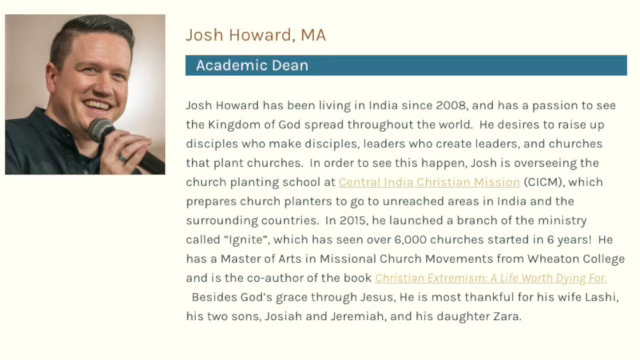 Josh Howard, MA
Academic Dean
Josh Howard has been living in India since 2008, and has a passion to see
the Kingdom of God spread throughout the world. He desires to raise up
disciples who make disciples, leaders who create leaders, and churches
that plant churches. In order to see this happen, Josh is overseeing the
church planting school at Central India Christian Mission (CICM), which
prepares church planters to go to unreached areas in India and the
surrounding countries. In 2015, he launched a branch of the ministry
called “Ignite”, which has seen over 6,000 churches started in 6 years! He
has a Master of Arts in Missional Church Movements from Wheaton College
and is the co-author of the book Christian Extremism: A Life Worth Dying For.
Besides God’s grace through Jesus, He is most thankful for his wife Lashi,
his two sons, Josiah and Jeremiah, and his daughter Zara.